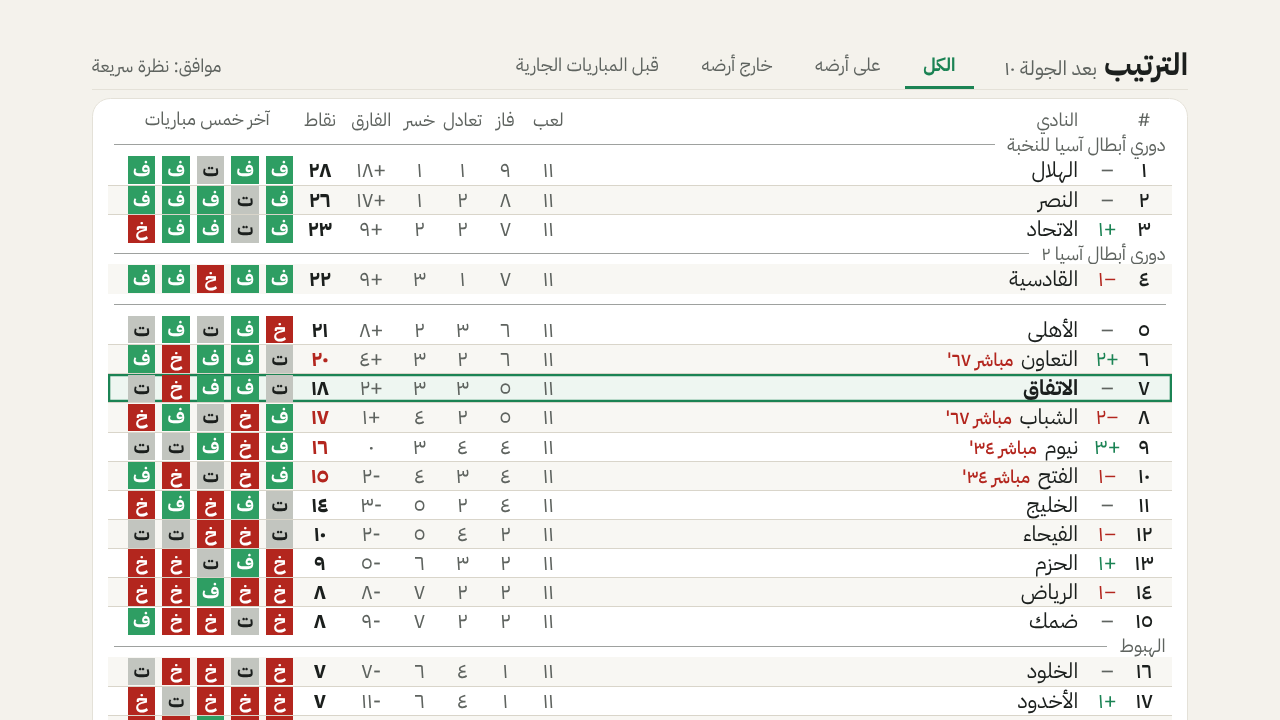 الترتيب بعد الجولة ١٠ الكل على أرضه خارج أرضه قبل المباريات الجارية موافق: نظرة سريعة
# النادي لعب فاز تعادل خسر الفارق نقاط آخر خمس مباريات
دوري أبطال آسيا للنخبة
١ – الهلال ١١ ٩ ١ ١ +١٨ ٢٨ ف ف ت ف ف
٢ – النصر ١١ ٨ ٢ ١ +١٧ ٢٦ ف ت ف ف ف
٣ +١ الاتحاد ١١ ٧ ٢ ٢ +٩ ٢٣ ف ت ف ف خ
دوري أبطال آسيا ٢
٤ –١ القادسية ١١ ٧ ١ ٣ +٩ ٢٢ ف ف خ ف ف
٥ – الأهلي ١١ ٦ ٣ ٢ +٨ ٢١ خ ف ت ف ت
٦ +٢ التعاون مباشر ٦٧' ١١ ٦ ٢ ٣ +٤ ٢٠ ت ف ف خ ف
٧ – الاتفاق ١١ ٥ ٣ ٣ +٢ ١٨ ت ف ف خ ت
٨ –٢ الشباب مباشر ٦٧' ١١ ٥ ٢ ٤ +١ ١٧ ف خ ت ف خ
٩ +٣ نيوم مباشر ٣٤' ١١ ٤ ٤ ٣ ٠ ١٦ ف خ ف ت ت
١٠ –١ الفتح مباشر ٣٤' ١١ ٤ ٣ ٤ -٢ ١٥ ف خ ت خ ف
١١ – الخليج ١١ ٤ ٢ ٥ -٣ ١٤ ت ف خ ف خ
١٢ –١ الفيحاء ١١ ٢ ٤ ٥ -٢ ١٠ ت خ خ ت ت
١٣ +١ الحزم ١١ ٢ ٣ ٦ -٥ ٩ خ ف ت خ خ
١٤ –١ الرياض ١١ ٢ ٢ ٧ -٨ ٨ خ خ ف خ خ
١٥ – ضمك ١١ ٢ ٢ ٧ -٩ ٨ خ ت خ خ ف
الهبوط
١٦ – الخلود ١١ ١ ٤ ٦ -٧ ٧ خ ت خ خ ت
١٧ +١ الأخدود ١١ ١ ٤ ٦ -١١ ٧ خ خ خ ت خ